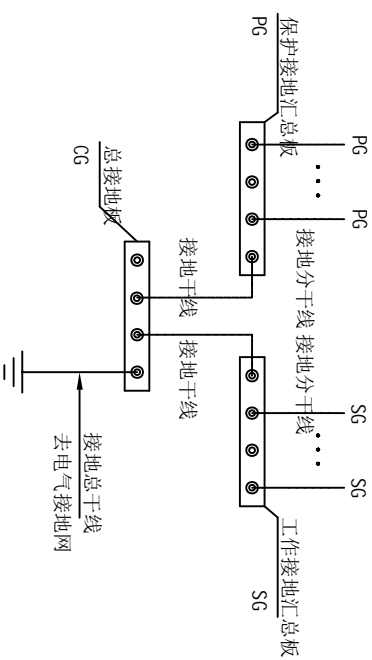 PG
PG
SG
SG
保护接地汇总板
PG
接地分干线
接地分干线
工作接地汇总板
SG
总接地板
CG
接地干线
接地干线
接地总干线
去电气接地网